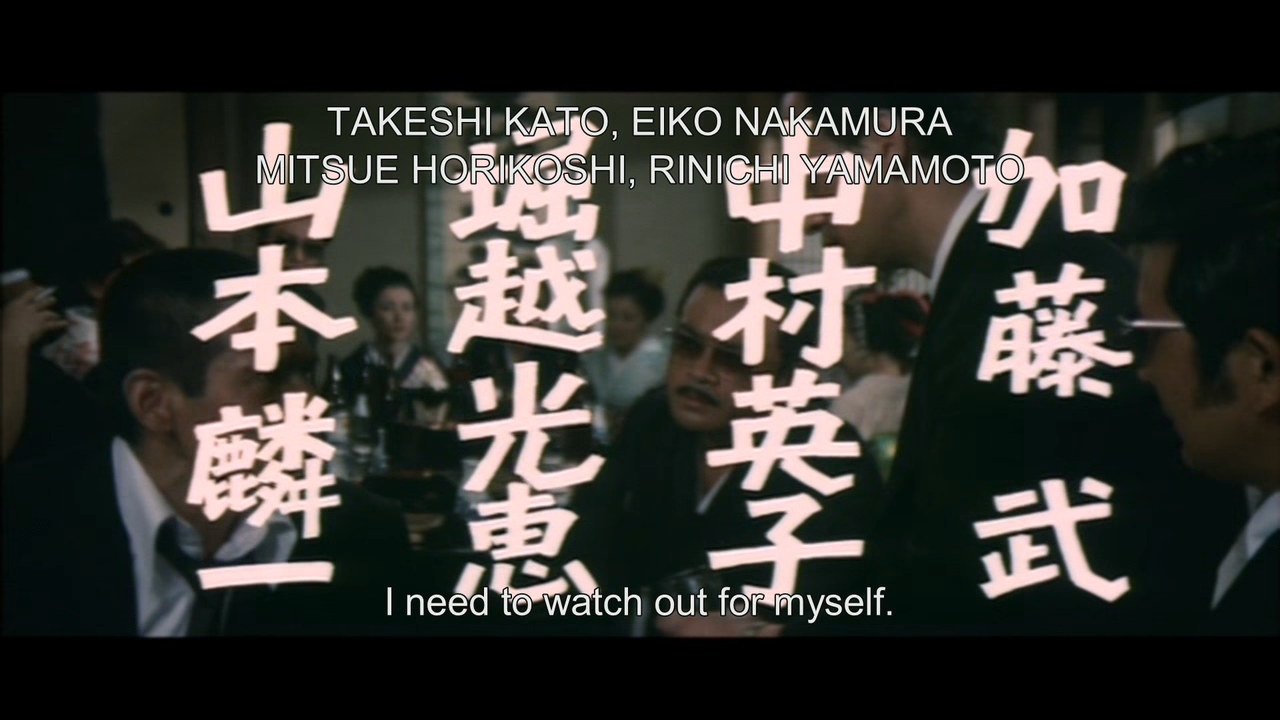 TAKESHI KATO, EIKO NAKAMURA
MITSUE HORIKOSHI, RINICHI YAMAMOTO
加藤武
中村英子
堀越光恵
山本麟一
I need to watch out for myself.